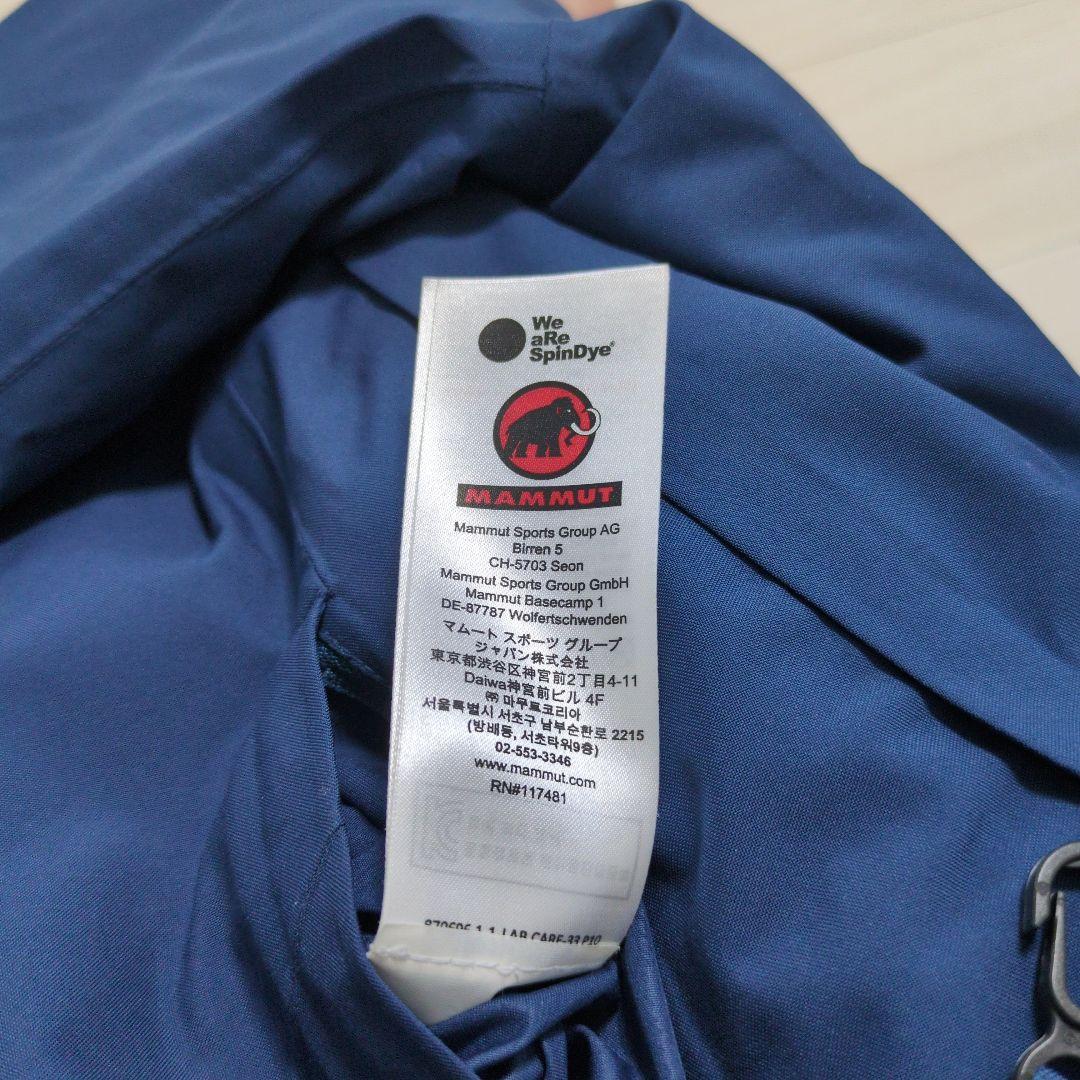 We
aRe
SpinDye®
MAMMUT
Mammut Sports Group AG
Birren 5
CH-5703 Seon
Mammut Sports Group GmbH
Mammut Basecamp 1
DE-87787 Wolfertschwenden
マムート スポーツ グループ
ジャパン株式会社
東京都渋谷区神宮前2丁目4-11
Daiwa神宮前ビル 4F
㈜ 마무트코리아
서울특별시 서초구 남부순환로 2215
(방배동, 서초타워9층)
02-553-3346
www.mammut.com
RN#117481
LAB CARE-33 P10